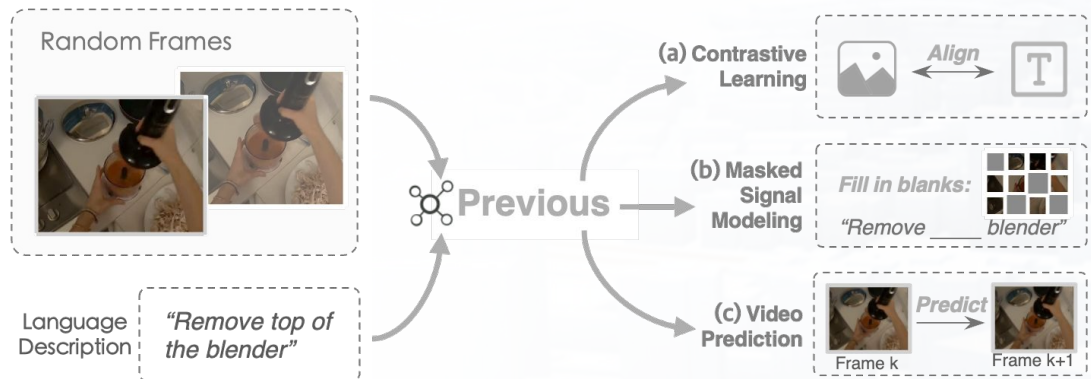 Random Frames
Language
Description
“Remove top of
the blender”
Previous
(a) Contrastive
Learning
Align
T
(b) Masked
Signal
Modeling
Fill in blanks:
“Remove _____ blender”
(c) Video
Prediction
Predict
Frame k
Frame k+1